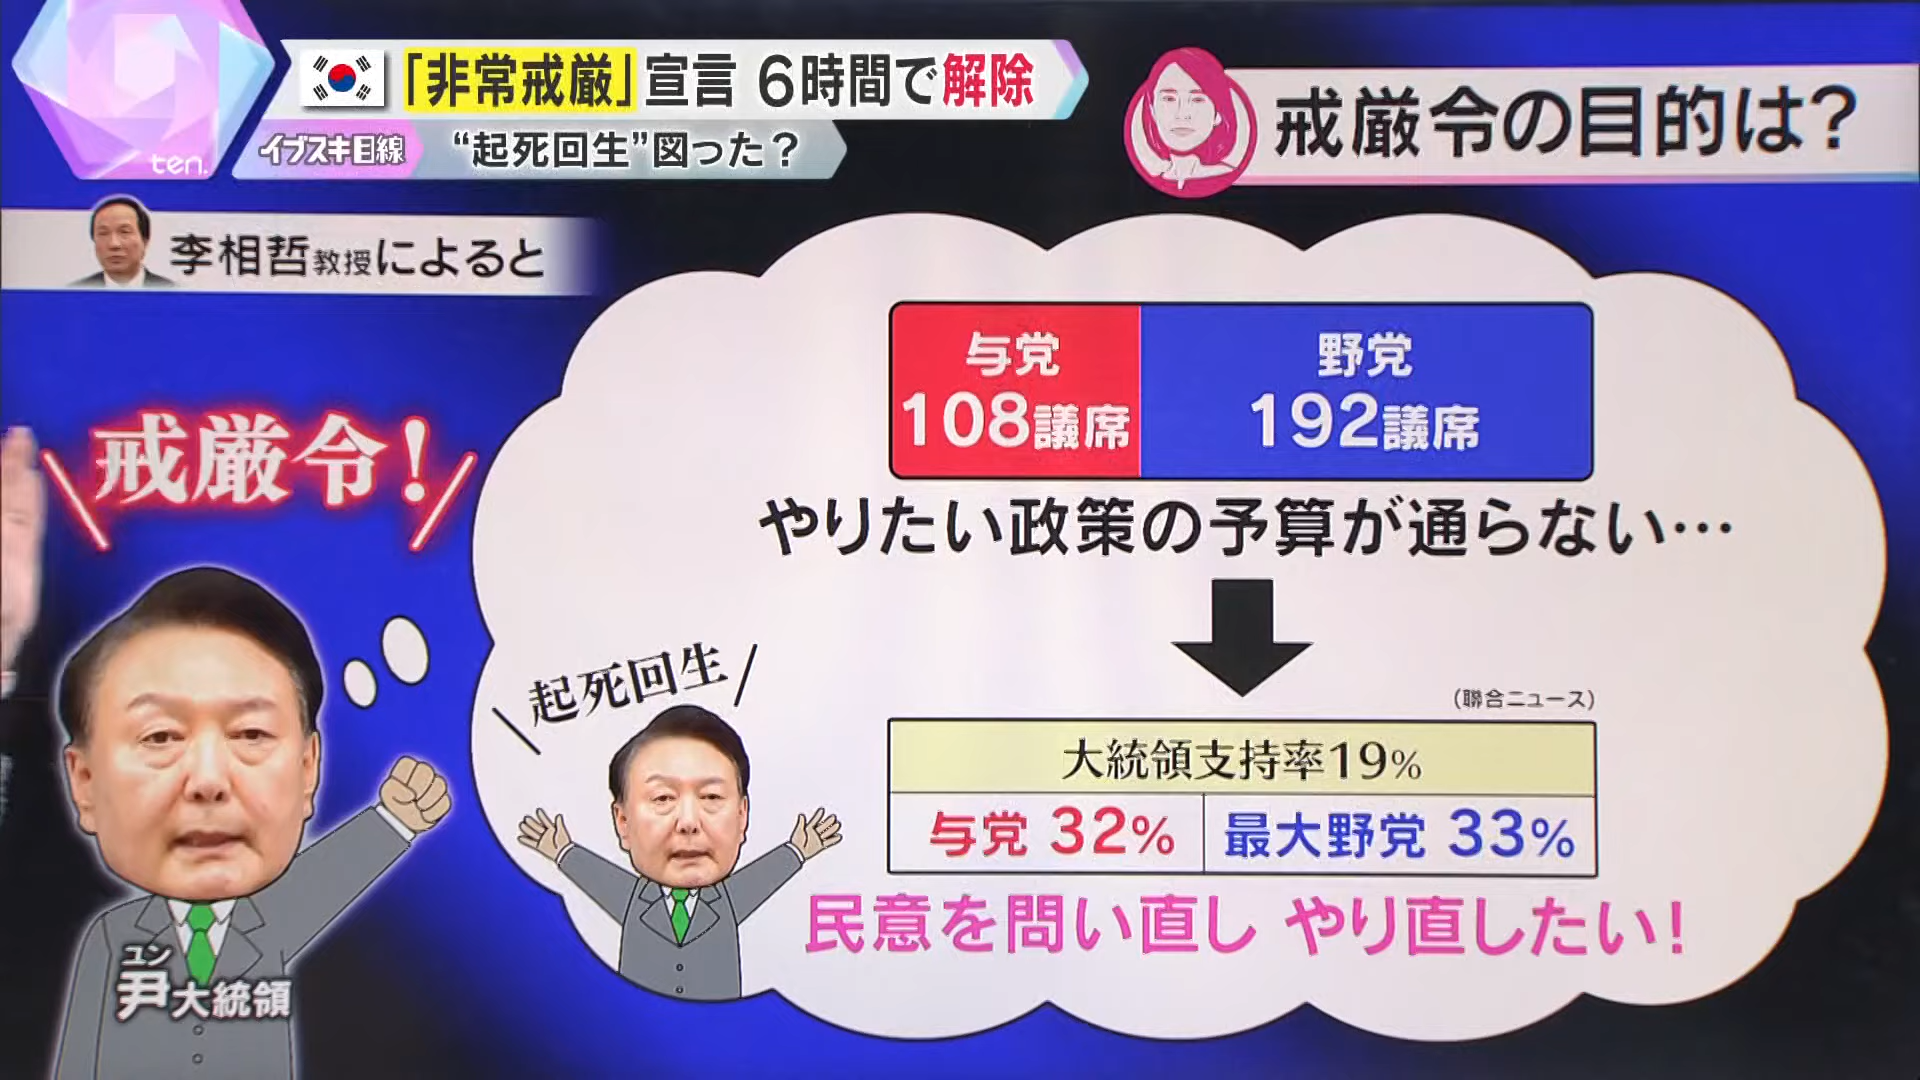 「非常戒厳」宣言 6時間で解除
イブスキ目線 “起死回生”図った？
ten.
戒厳令の目的は？
李相哲教授によると
戒厳令！
与党
108議席
野党
192議席
やりたい政策の予算が通らない…
起死回生
(聯合ニュース)
大統領支持率19%
与党 32%
最大野党 33%
民意を問い直し やり直したい！
ユン
尹大統領